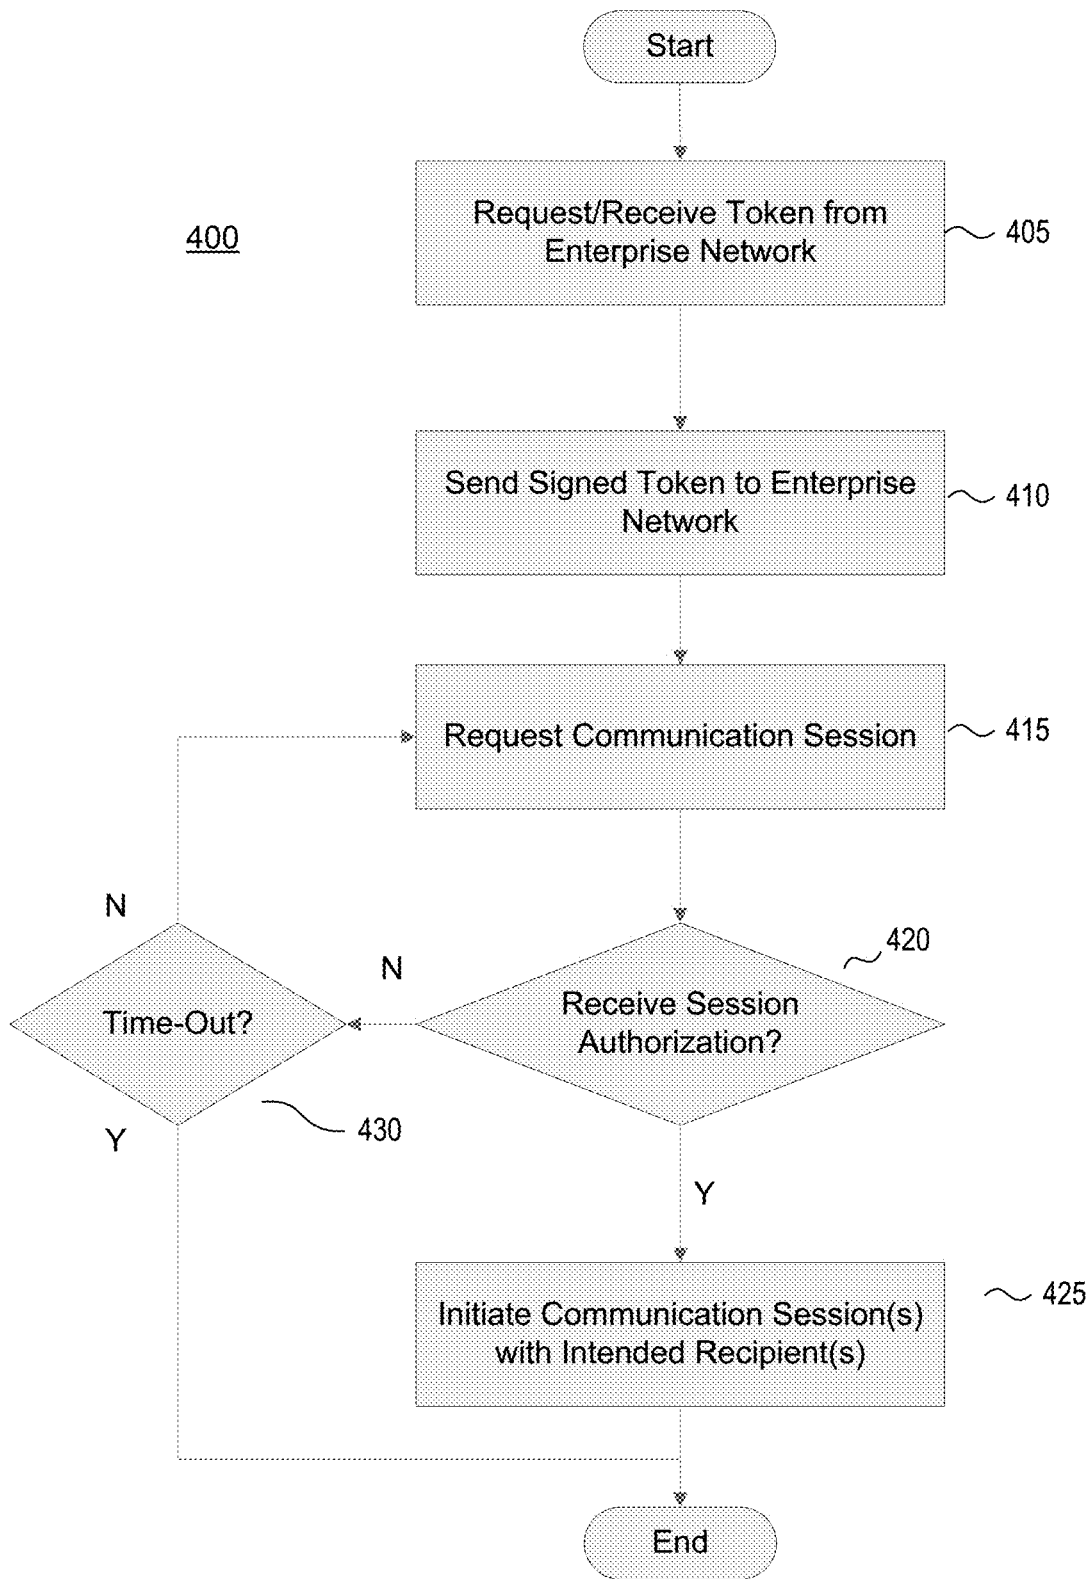 Start
400
Request/Receive Token from
Enterprise Network
405
Send Signed Token to Enterprise
Network
410
Request Communication Session
415
N
N
420
Time-Out?
Receive Session
Authorization?
Y
430
Y
Initiate Communication Session(s)
with Intended Recipient(s)
425
End